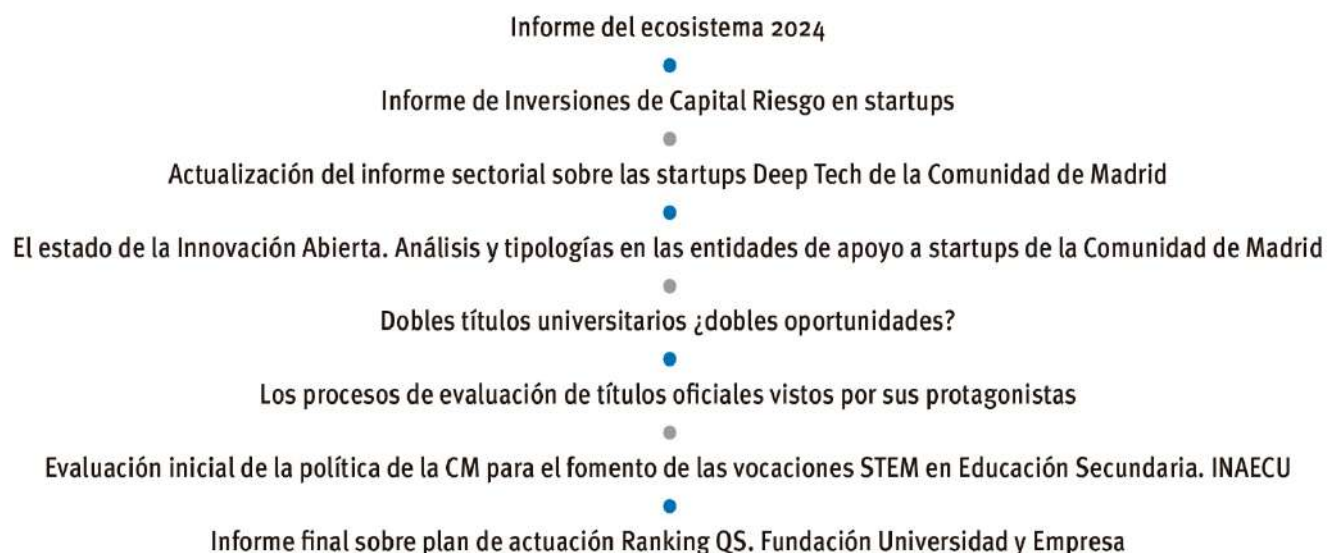 Informe del ecosistema 2024
Informe de Inversiones de Capital Riesgo en startups
Actualización del informe sectorial sobre las startups Deep Tech de la Comunidad de Madrid
El estado de la Innovación Abierta. Análisis y tipologías en las entidades de apoyo a startups de la Comunidad de Madrid
Dobles títulos universitarios ¿dobles oportunidades?
Los procesos de evaluación de títulos oficiales vistos por sus protagonistas
Evaluación inicial de la política de la CM para el fomento de las vocaciones STEM en Educación Secundaria. INAECU
Informe final sobre plan de actuación Ranking QS. Fundación Universidad y Empresa